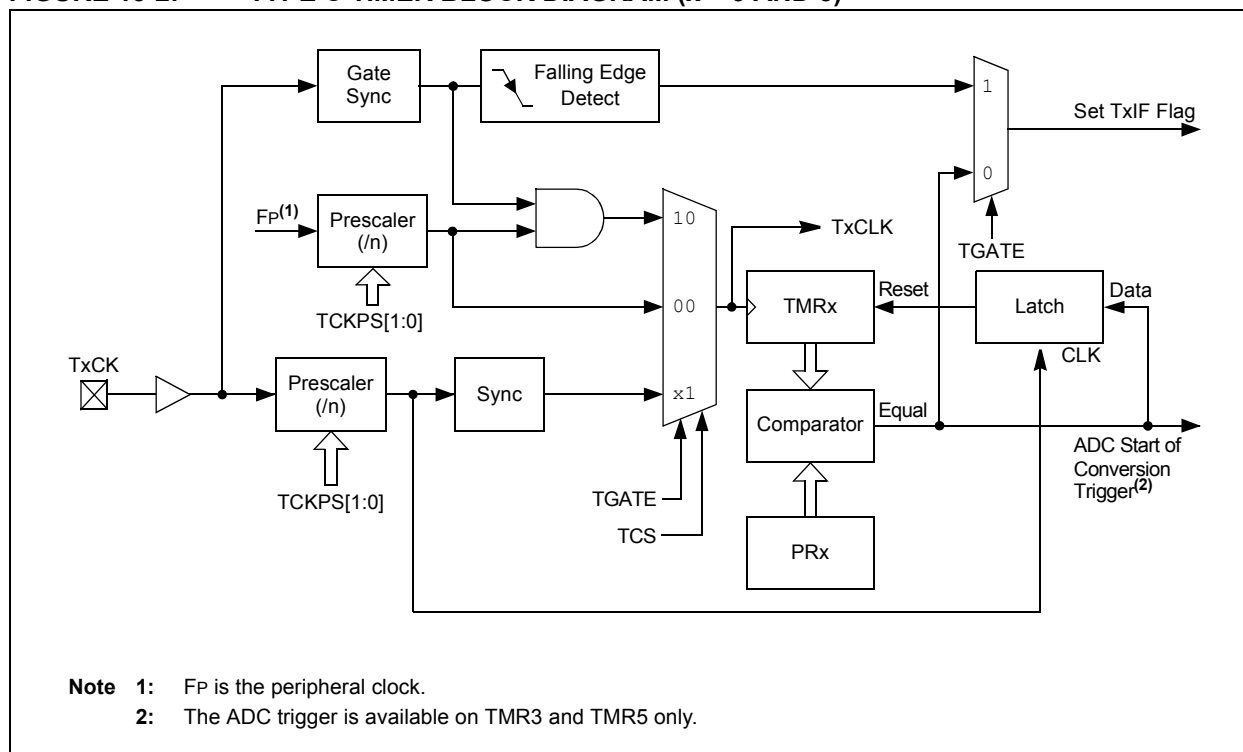 Gate
Sync
Falling Edge
Detect
1
Set TxIF Flag
0
FP(1)
Prescaler
(/n)
10
TxCLK
TGATE
TCKPS[1:0]
00
TMRx
Reset
Latch
Data
CLK
TxCK
Prescaler
(/n)
Sync
x1
Comparator
Equal
ADC Start of
Conversion
Trigger(2)
TCKPS[1:0]
TGATE
TCS
PRx
Note 1: FP is the peripheral clock.
2: The ADC trigger is available on TMR3 and TMR5 only.